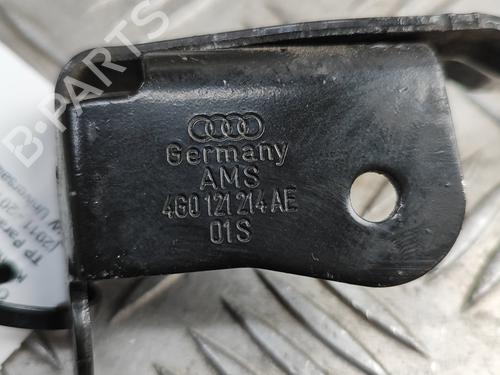 B-PARTS
Germany
AMS
4G0 121 214 AE
01S